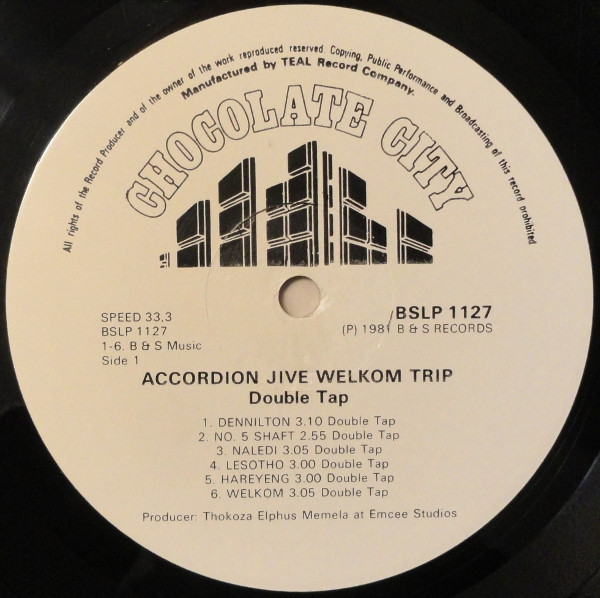 All rights of the Record Producer and of the owner of the work reproduced reserved. Copying, Public Performance and Broadcasting of this record prohibited
Manufactured by TEAL Record Company.
CHOCOLATE CITY
SPEED 33,3
BSLP 1127
1-6. B & S Music
Side 1
BSLP 1127
(P) 1981 B & S RECORDS
ACCORDION JIVE WELKOM TRIP
Double Tap
1. DENNILTON 3.10 Double Tap
2. NO. 5 SHAFT 2.55 Double Tap
3. NALEDI 3.05 Double Tap
4. LESOTHO 3.00 Double Tap
5. HAREYENG 3.00 Double Tap
6. WELKOM 3.05 Double Tap
Producer: Thokoza Elphus Memela at Emcee Studios